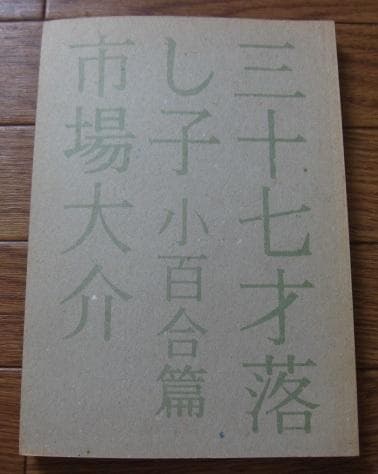 三十七才落
し子 小百合篇
市場大介